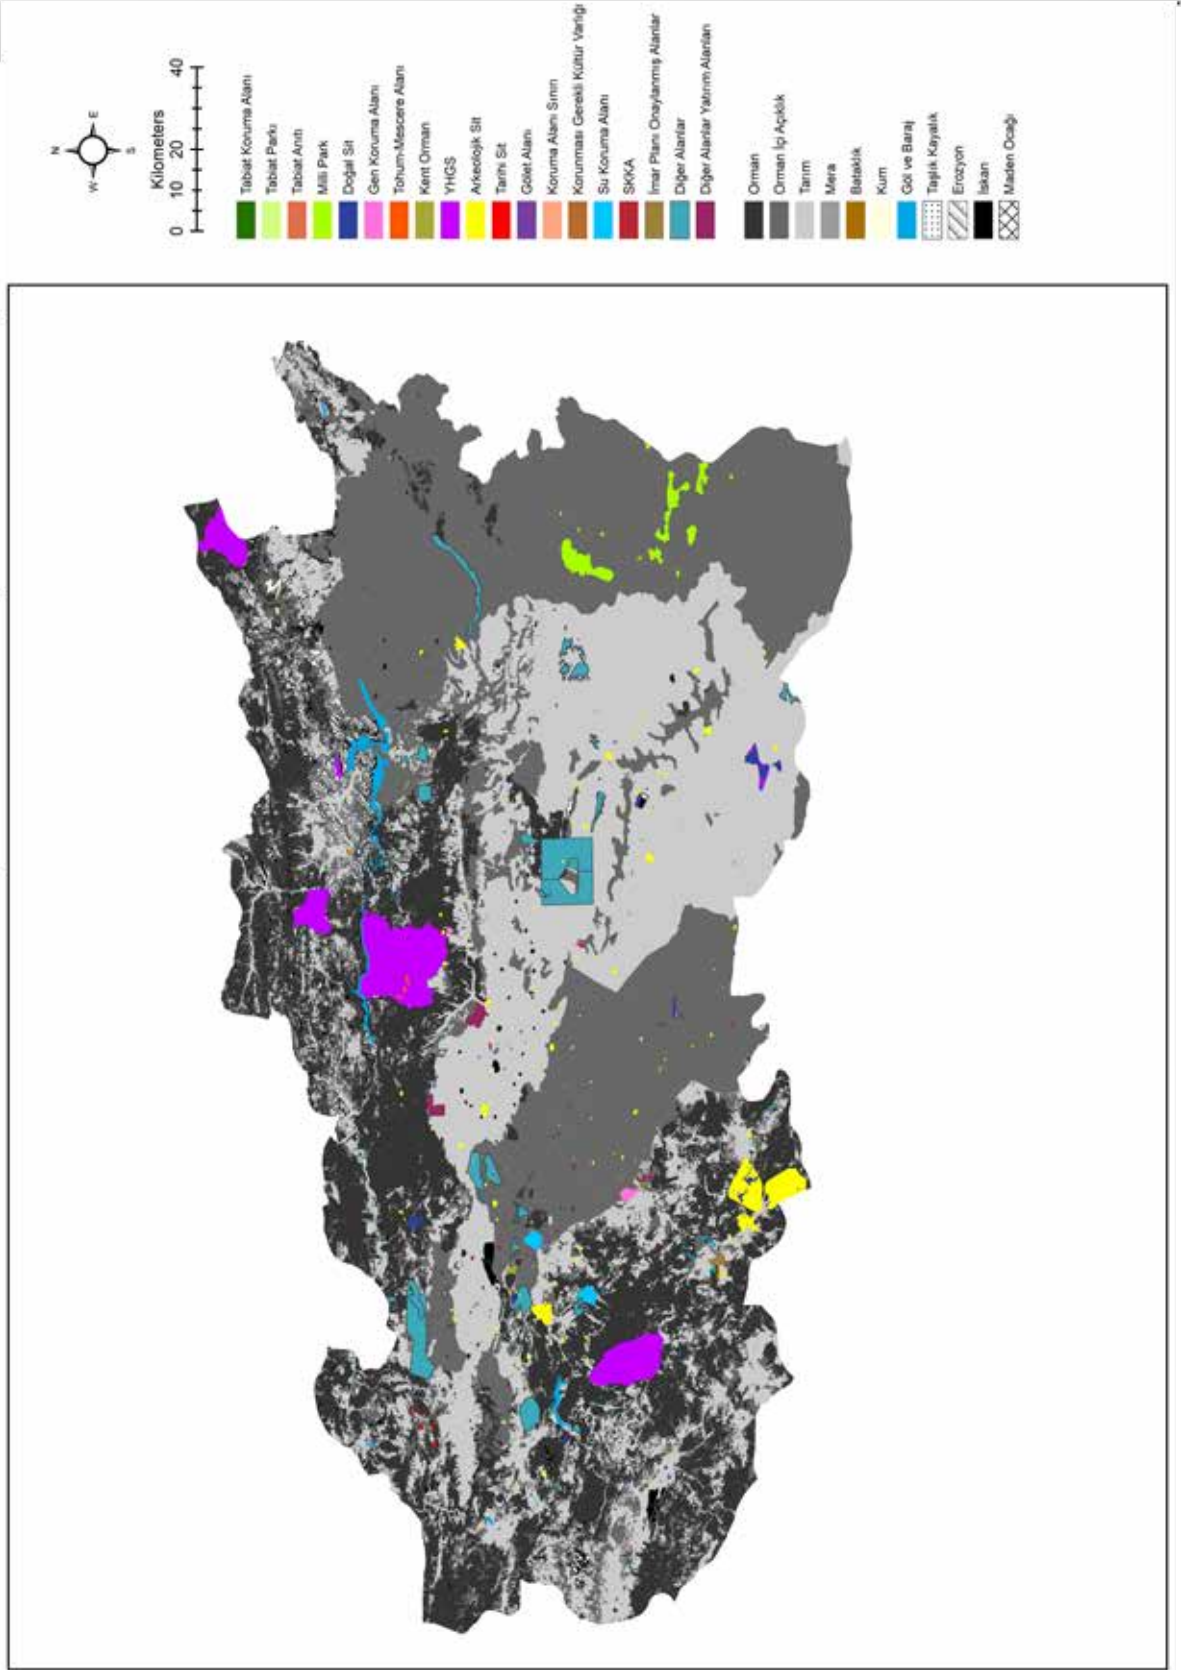 N
W
E
S
Kilometers
0 10 20 40
Tabiat Koruma Alanı
Tabiat Parkı
Tabiat Anıtı
Milli Park
Doğal Sit
Gen Koruma Alanı
Tohum-Mescere Alanı
Kent Orman
YHGS
Arkeolojik Sit
Tarihi Sit
Gölet Alanı
Koruma Alanı Sınırı
Korunması Gerekli Kültür Varlığı
Su Koruma Alanı
SKKA
İmar Planı Onaylanmış Alanlar
Diğer Alanlar
Diğer Alanlar Yatırım Alanları
Orman
Orman İçi Açıklık
Tarım
Mera
Bataklık
Kum
Göl ve Baraj
Taşlık Kayalık
Erozyon
İskan
Maden Ocağı